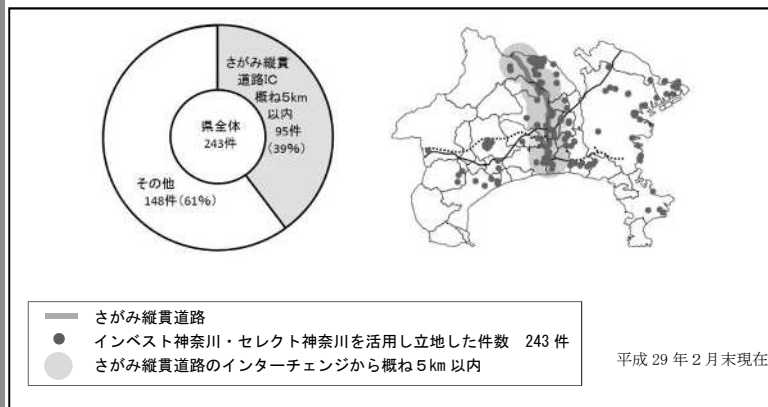 さがみ縦貫
道路IC
概ね5km
以内
95件
(39%)
県全体
243件
その他
148件(61%)
さがみ縦貫道路
インベスト神奈川・セレクト神奈川を活用し立地した件数 243 件
さがみ縦貫道路のインターチェンジから概ね5km 以内
平成 29 年2月末現在